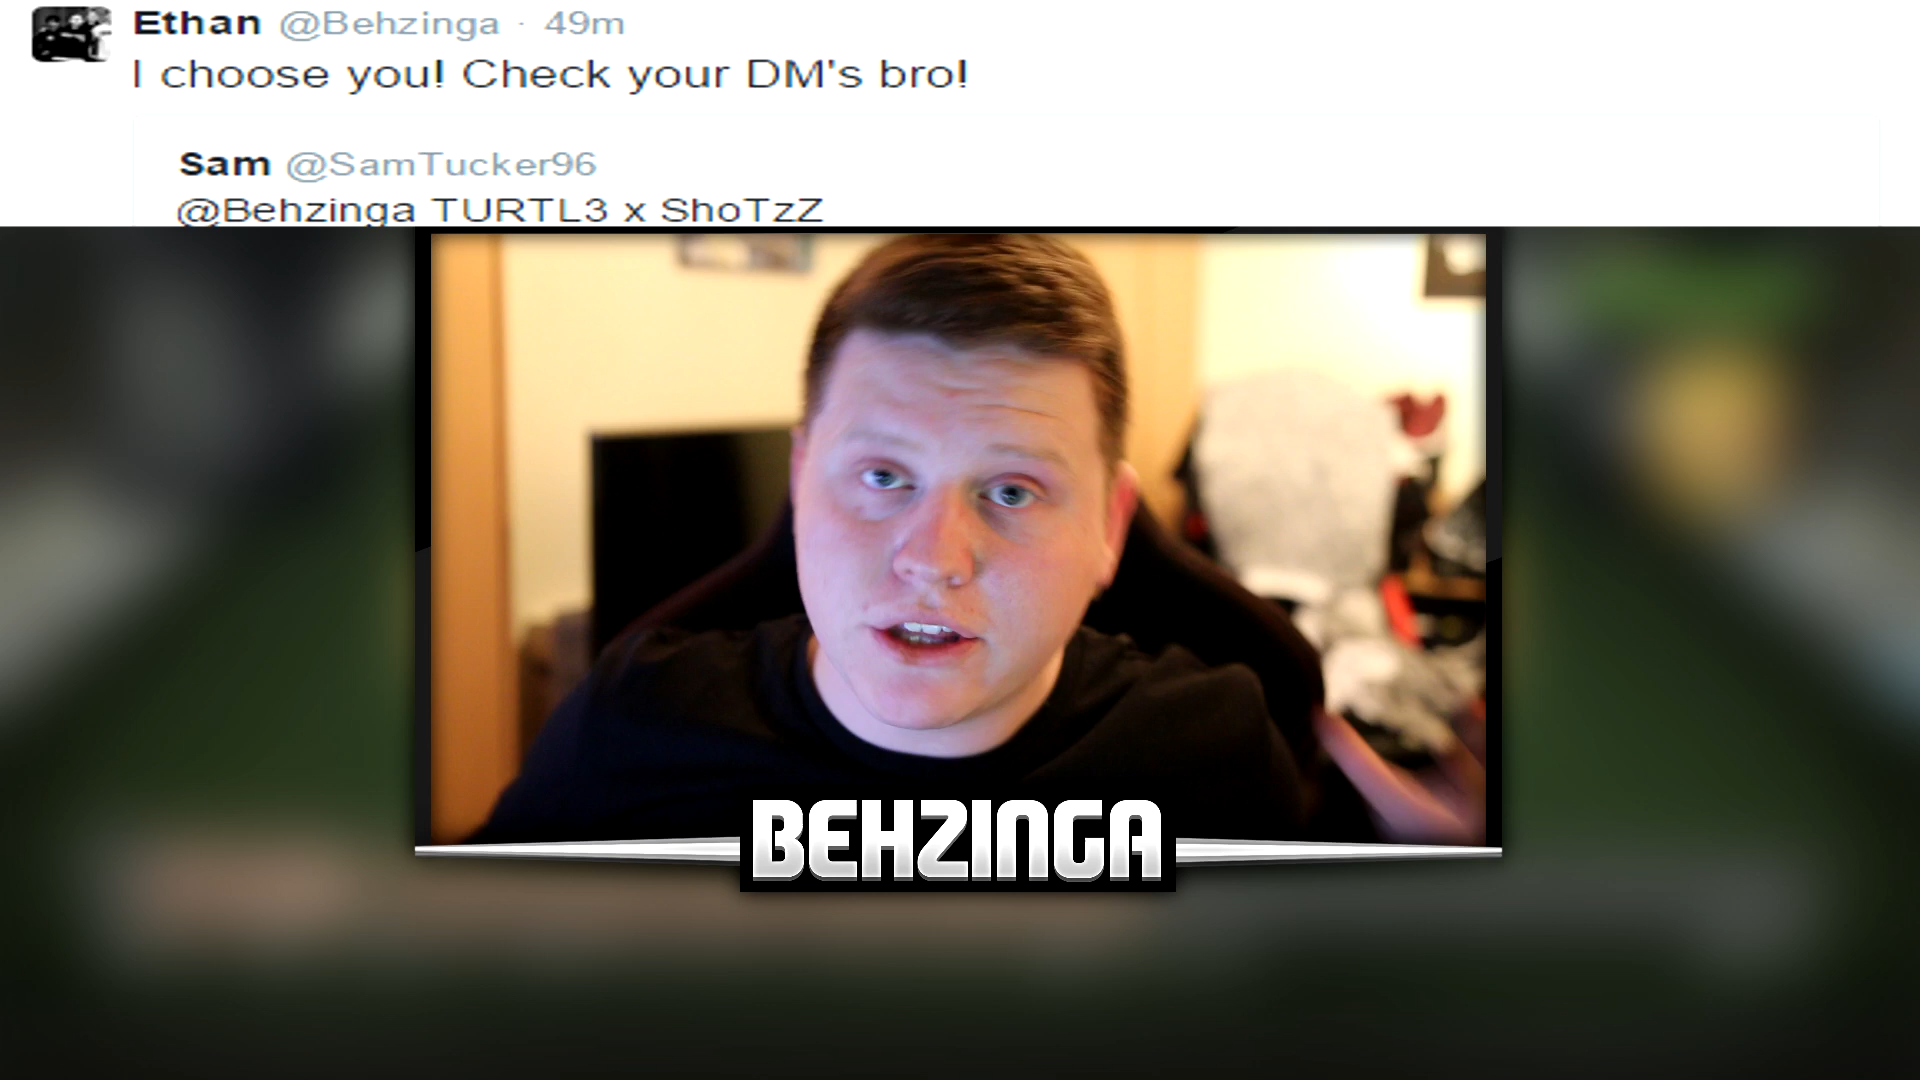 Ethan @Behzinga · 49m
I choose you! Check your DM's bro!
Sam @SamTucker96
@Behzinga TURTL3 x ShoTzZ
BEHZINGA